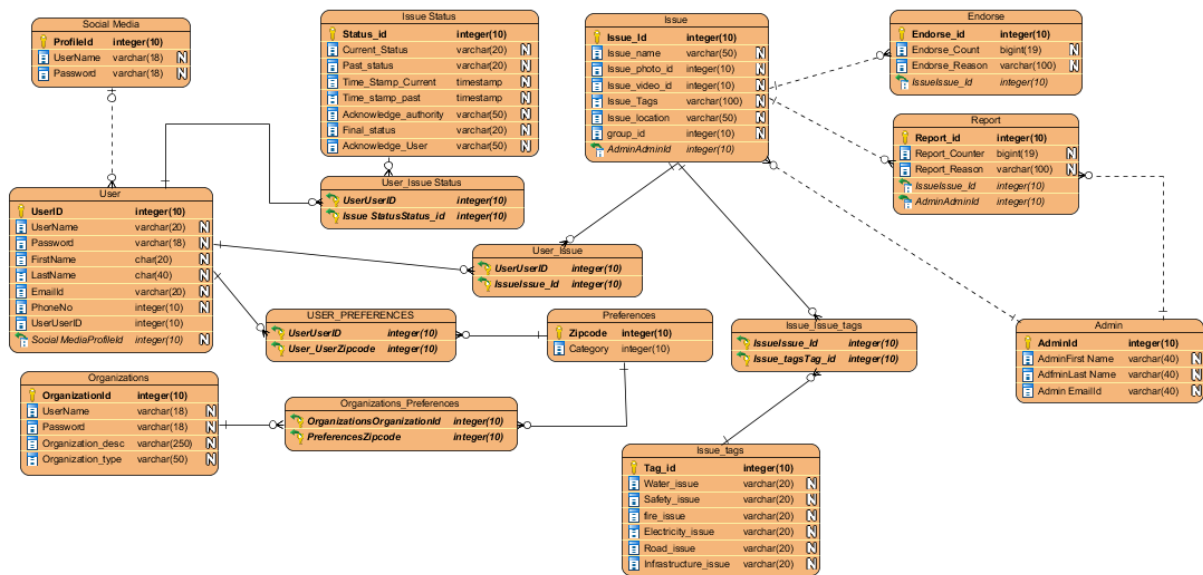 Social Media
ProfileId integer(10)
UserName varchar(18) N
Password varchar(18) N
Issue Status
Status_id integer(10)
Current_Status varchar(20) N
Past_status varchar(20) N
Time_Stamp_Current timestamp N
Time_stamp_past timestamp N
Acknowledge_authority varchar(50) N
Final_status varchar(20) N
Acknowledge_User varchar(50) N
Issue
Issue_Id integer(10)
Issue_name varchar(50) N
Issue_photo_id integer(10) N
Issue_video_id integer(10) N
Issue_Tags varchar(100) N
Issue_location varchar(50) N
group_id integer(10) N
AdminAdminId integer(10)
Endorse
Endorse_id integer(10)
Endorse_Count bigint(19) N
Endorse_Reason varchar(100) N
IssueIssue_Id integer(10)
Report
Report_id integer(10)
Report_Counter bigint(19) N
Report_Reason varchar(100) N
IssueIssue_Id integer(10)
AdminAdminId integer(10)
User_Issue Status
UserUserID integer(10)
Issue StatusStatus_id integer(10)
User
UserID integer(10)
UserName varchar(20) N
Password varchar(18) N
FirstName char(20) N
LastName char(40) N
EmailId varchar(20) N
PhoneNo integer(10) N
UserUserID integer(10)
Social MediaProfileId integer(10) N
User_Issue
UserUserID integer(10)
IssueIssue_Id integer(10)
USER_PREFERENCES
UserUserID integer(10)
User_UserZipcode integer(10)
Preferences
Zipcode integer(10)
Category integer(10)
Issue_Issue_tags
IssueIssue_Id integer(10)
Issue_tagsTag_id integer(10)
Admin
AdminId integer(10)
AdminFirst Name varchar(40) N
AdfminLast Name varchar(40) N
Admin EmailId varchar(40) N
Organizations
OrganizationId integer(10)
UserName varchar(18) N
Password varchar(18) N
Organization_desc varchar(250) N
Organization_type varchar(50) N
Organizations_Preferences
OrganizationsOrganizationId integer(10)
PreferencesZipcode integer(10)
Issue_tags
Tag_id integer(10)
Water_issue varchar(20) N
Safety_issue varchar(20) N
fire_issue varchar(20) N
Electricity_issue varchar(20) N
Road_issue varchar(20) N
Infrastructure_issue varchar(20) N